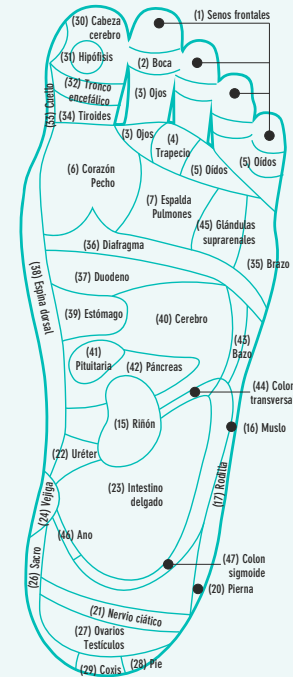 (30) Cabeza
cerebro
(1) Senos frontales
(31) Hipófisis
(2) Boca
(32) Tronco
encefálico
(3) Ojos
(33) Cuello
(34) Tiroides
(3) Ojos
(4)
Trapecio
(5) Oídos
(5) Oídos
(6) Corazón
Pecho
(7) Espalda
Pulmones
(45) Glándulas
suprarenales
(36) Diafragma
(35) Brazo
(38) Espina dorsal
(37) Duodeno
(39) Estómago
(40) Cerebro
(43)
Bazo
(41)
Pituitaria
(42) Páncreas
(44) Colon
transversa
(15) Riñón
(16) Muslo
(22) Uréter
(23) Intestino
delgado
(17) Rodilla
(24) Vejiga
(46) Ano
(47) Colon
sigmoide
(26) Sacro
(20) Pierna
(21) Nervio ciático
(27) Ovarios
Testículos
(29) Coxis
(28) Pie